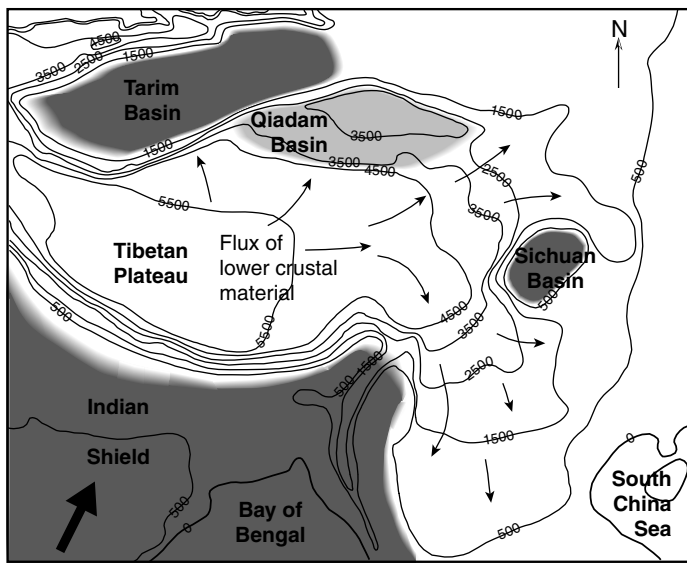 4500
3500
2500
1500
N
Tarim
Basin
Qiadam
Basin
3500
1500
1500
3500
4500
2500
500
5500
3500
Tibetan
Plateau
Flux of
lower crustal
material
Sichuan
Basin
500
500
5500
4500
3500
2500
1500
500
Indian
Shield
1500
0
500
0
Bay of
Bengal
500
South
China
Sea